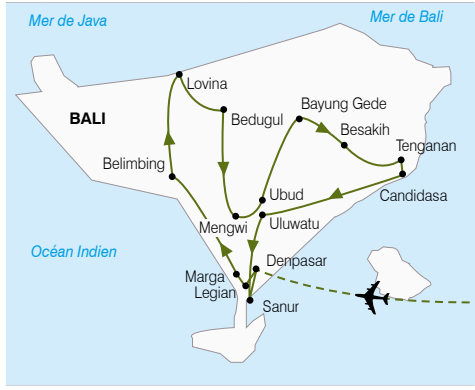 Mer de Java
Mer de Bali
Lovina
Bayung Gede
BALI
Bedugul
Besakih
Tenganan
Belimbing
Ubud
Candidasa
Mengwi
Uluwatu
Océan Indien
Denpasar
Marga
Legian
Sanur